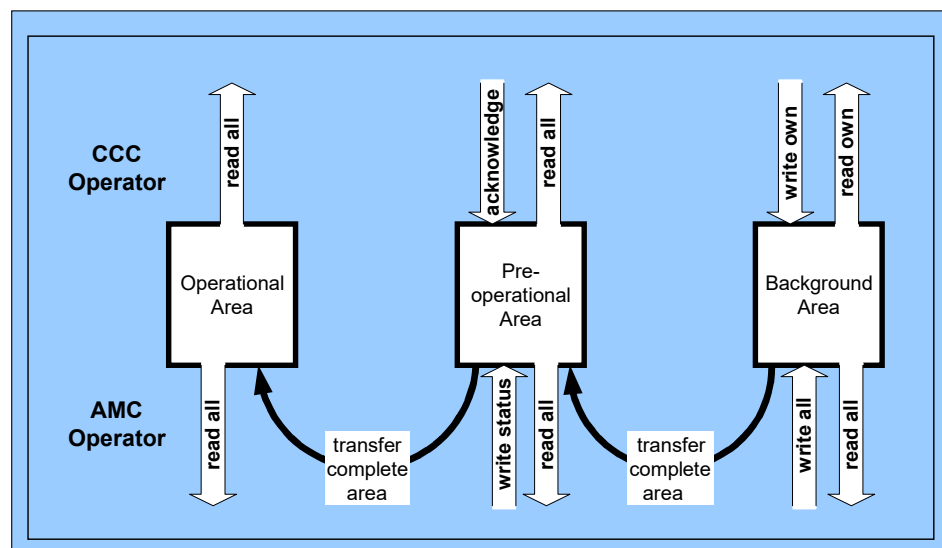 read all
acknowledge
read all
write own
read own
CCC
Operator
Operational
Area
Pre-
operational
Area
Background
Area
AMC
Operator
read all
transfer
complete
area
write status
read all
transfer
complete
area
write all
read all